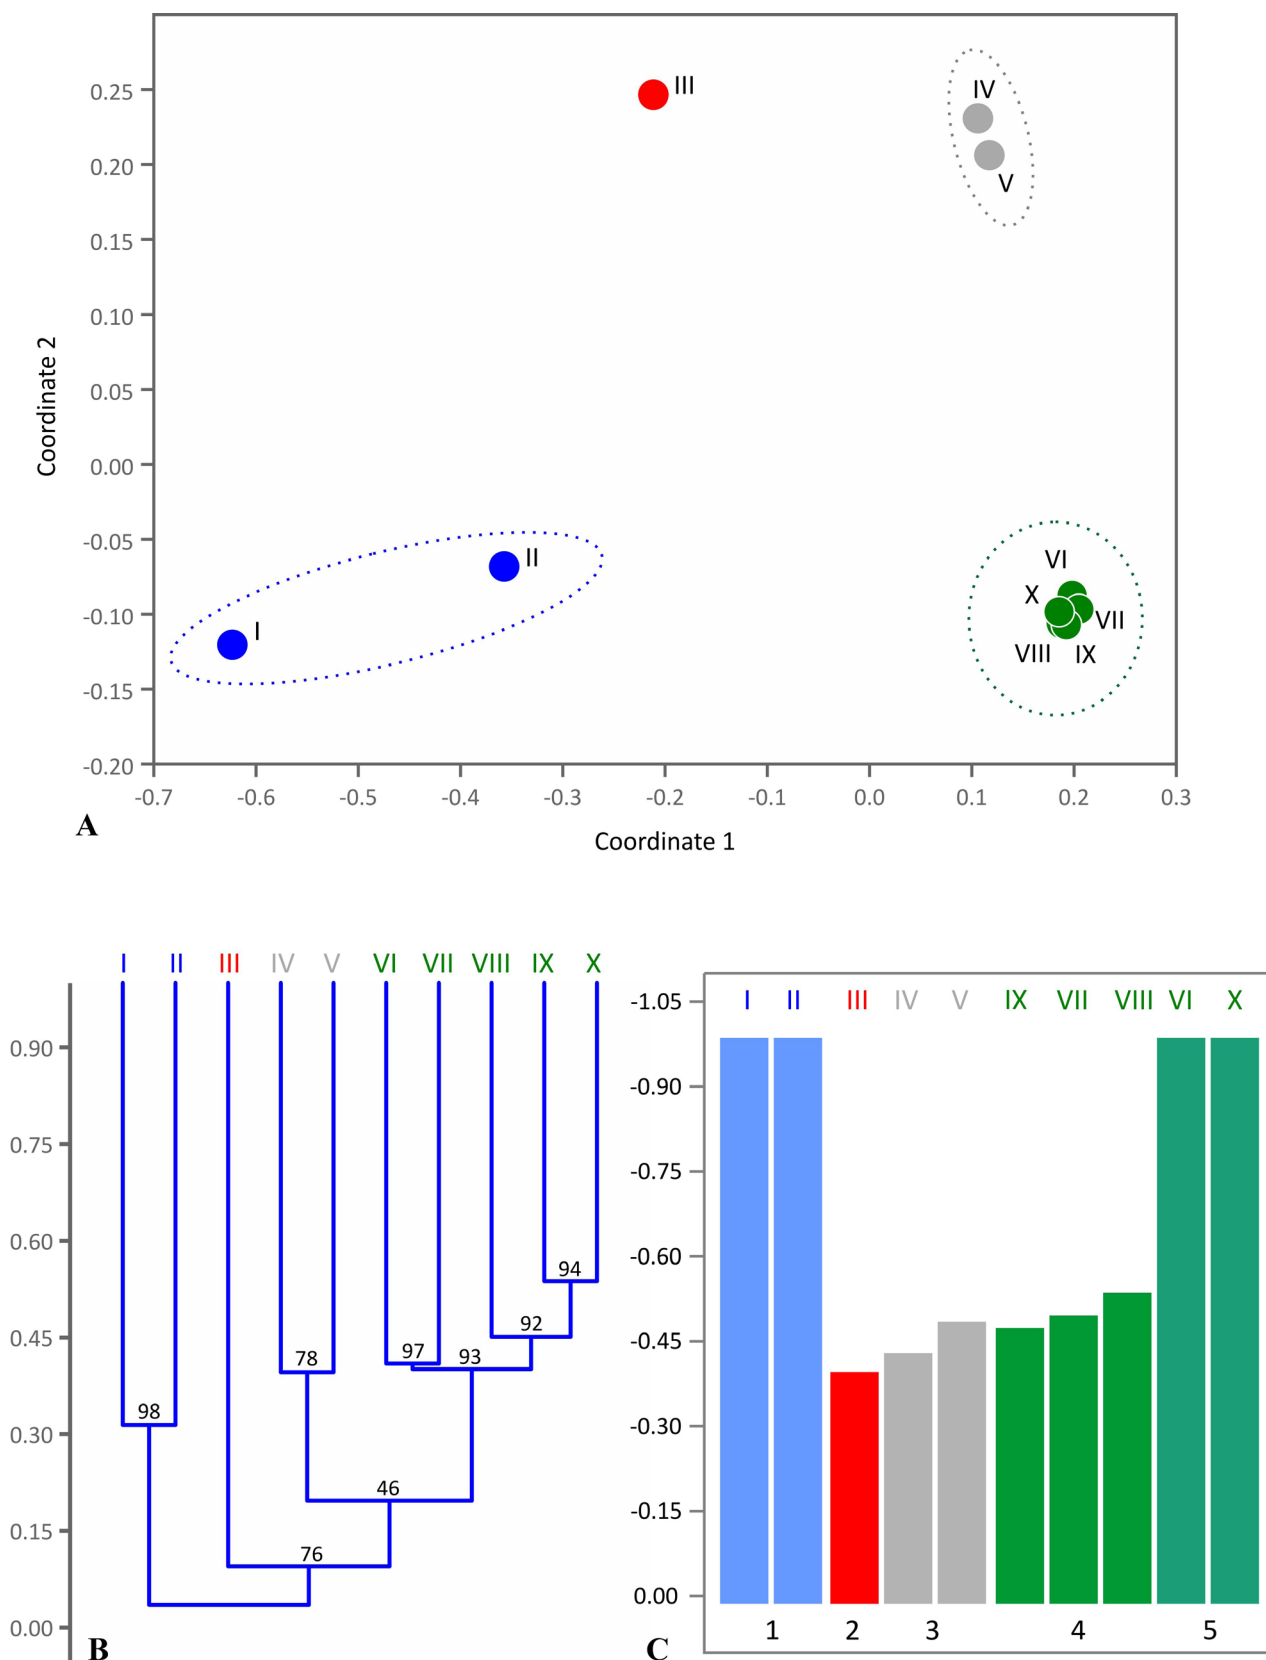 0.25
0.20
0.15
0.10
0.05
0.00
-0.05
-0.10
-0.15
-0.20
Coordinate 2
III
IV
V
II
I
VI
X
VII
VIII IX
-0.7 -0.6 -0.5 -0.4 -0.3 -0.2 -0.1 0.0 0.1 0.2 0.3
Coordinate 1
A
I II III IV V VI VII VIII IX X
0.90
0.75
0.60
0.45
0.30
0.15
0.00
94
92
97 93
78
98
46
76
B
I II III IV V IX VII VIII VI X
-1.05
-0.90
-0.75
-0.60
-0.45
-0.30
-0.15
0.00
1 2 3 4 5
C